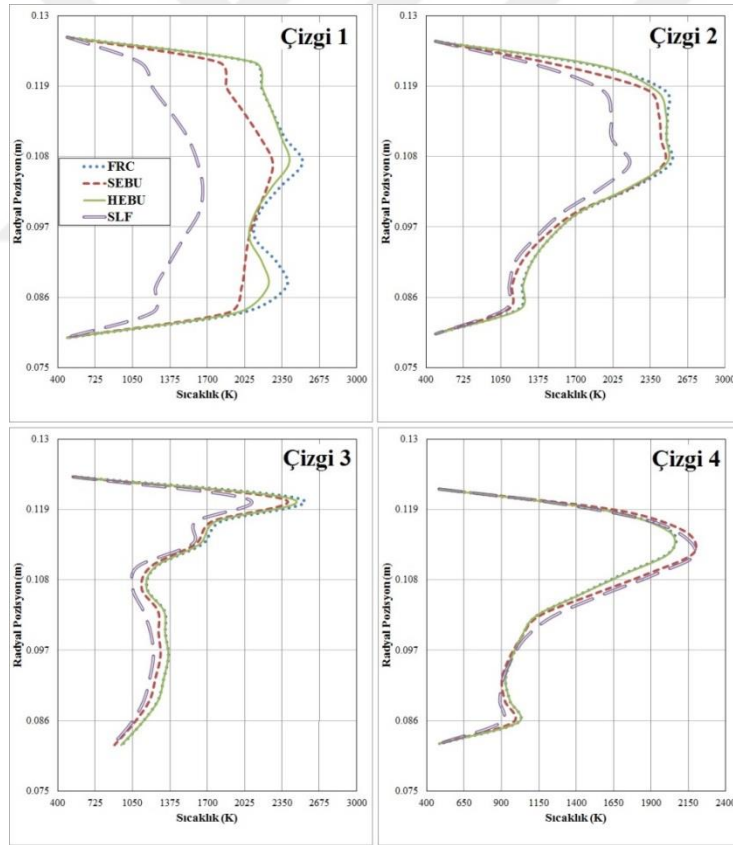 Çizgi 1
Radyal Pozisyon (m)
0.13
0.119
0.108
0.097
0.086
0.075
FRC
SEBU
HEBU
SLF
400 725 1050 1375 1700 2025 2350 2675 3000
Sıcaklık (K)
Çizgi 2
Radyal Pozisyon (m)
0.13
0.119
0.108
0.097
0.086
0.075
400 725 1050 1375 1700 2025 2350 2675 3000
Sıcaklık (K)
Çizgi 3
Radyal Pozisyon (m)
0.13
0.119
0.108
0.097
0.086
0.075
400 725 1050 1375 1700 2025 2350 2675 3000
Sıcaklık (K)
Çizgi 4
Radyal Pozisyon (m)
0.13
0.119
0.108
0.097
0.086
0.075
400 650 900 1150 1400 1650 1900 2150 2400
Sıcaklık (K)